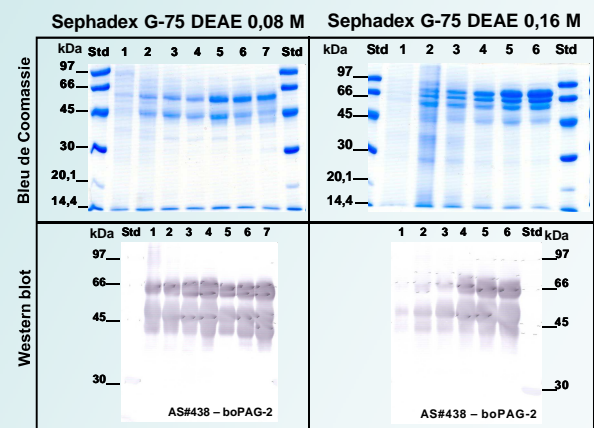 Sephadex G-75 DEAE 0,08 M
Sephadex G-75 DEAE 0,16 M
Bleu de Coomassie
kDa Std 1 2 3 4 5 6 7 Std
97
66
45
30
20,1
14,4
kDa Std 1 2 3 4 5 6 Std
97
66
45
30
20,1
14,4
Western blot
kDa Std 1 2 3 4 5 6 7
97
66
45
30
AS#438 – boPAG-2
1 2 3 4 5 6 Std kDa
97
66
45
30
AS#438 – boPAG-2